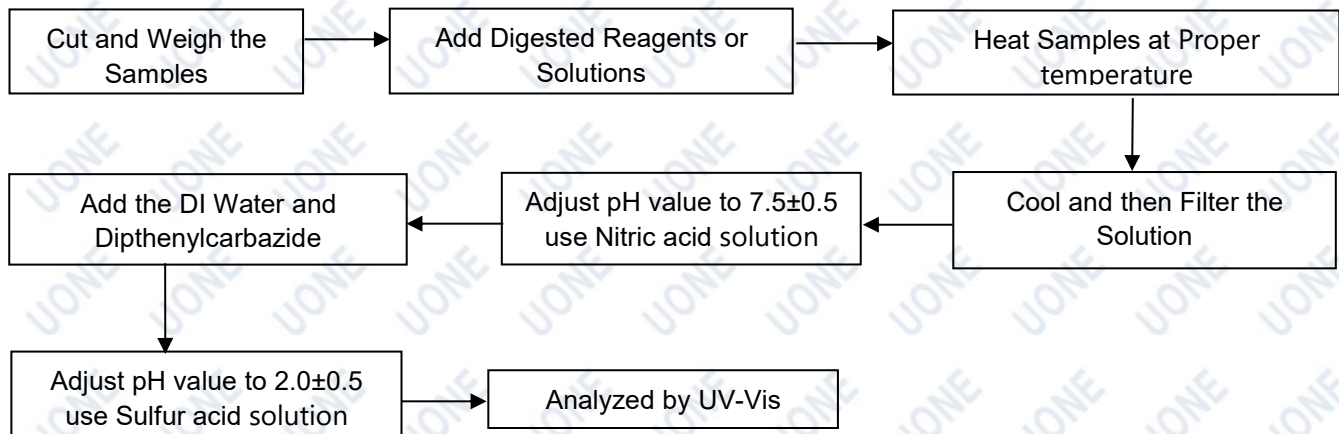 Cut and Weigh the
Samples
Add Digested Reagents or
Solutions
Heat Samples at Proper
temperature
Cool and then Filter the
Solution
Adjust pH value to 7.5±0.5
use Nitric acid solution
Add the DI Water and
Dipthenylcarbazide
Adjust pH value to 2.0±0.5
use Sulfur acid solution
Analyzed by UV-Vis
UONE